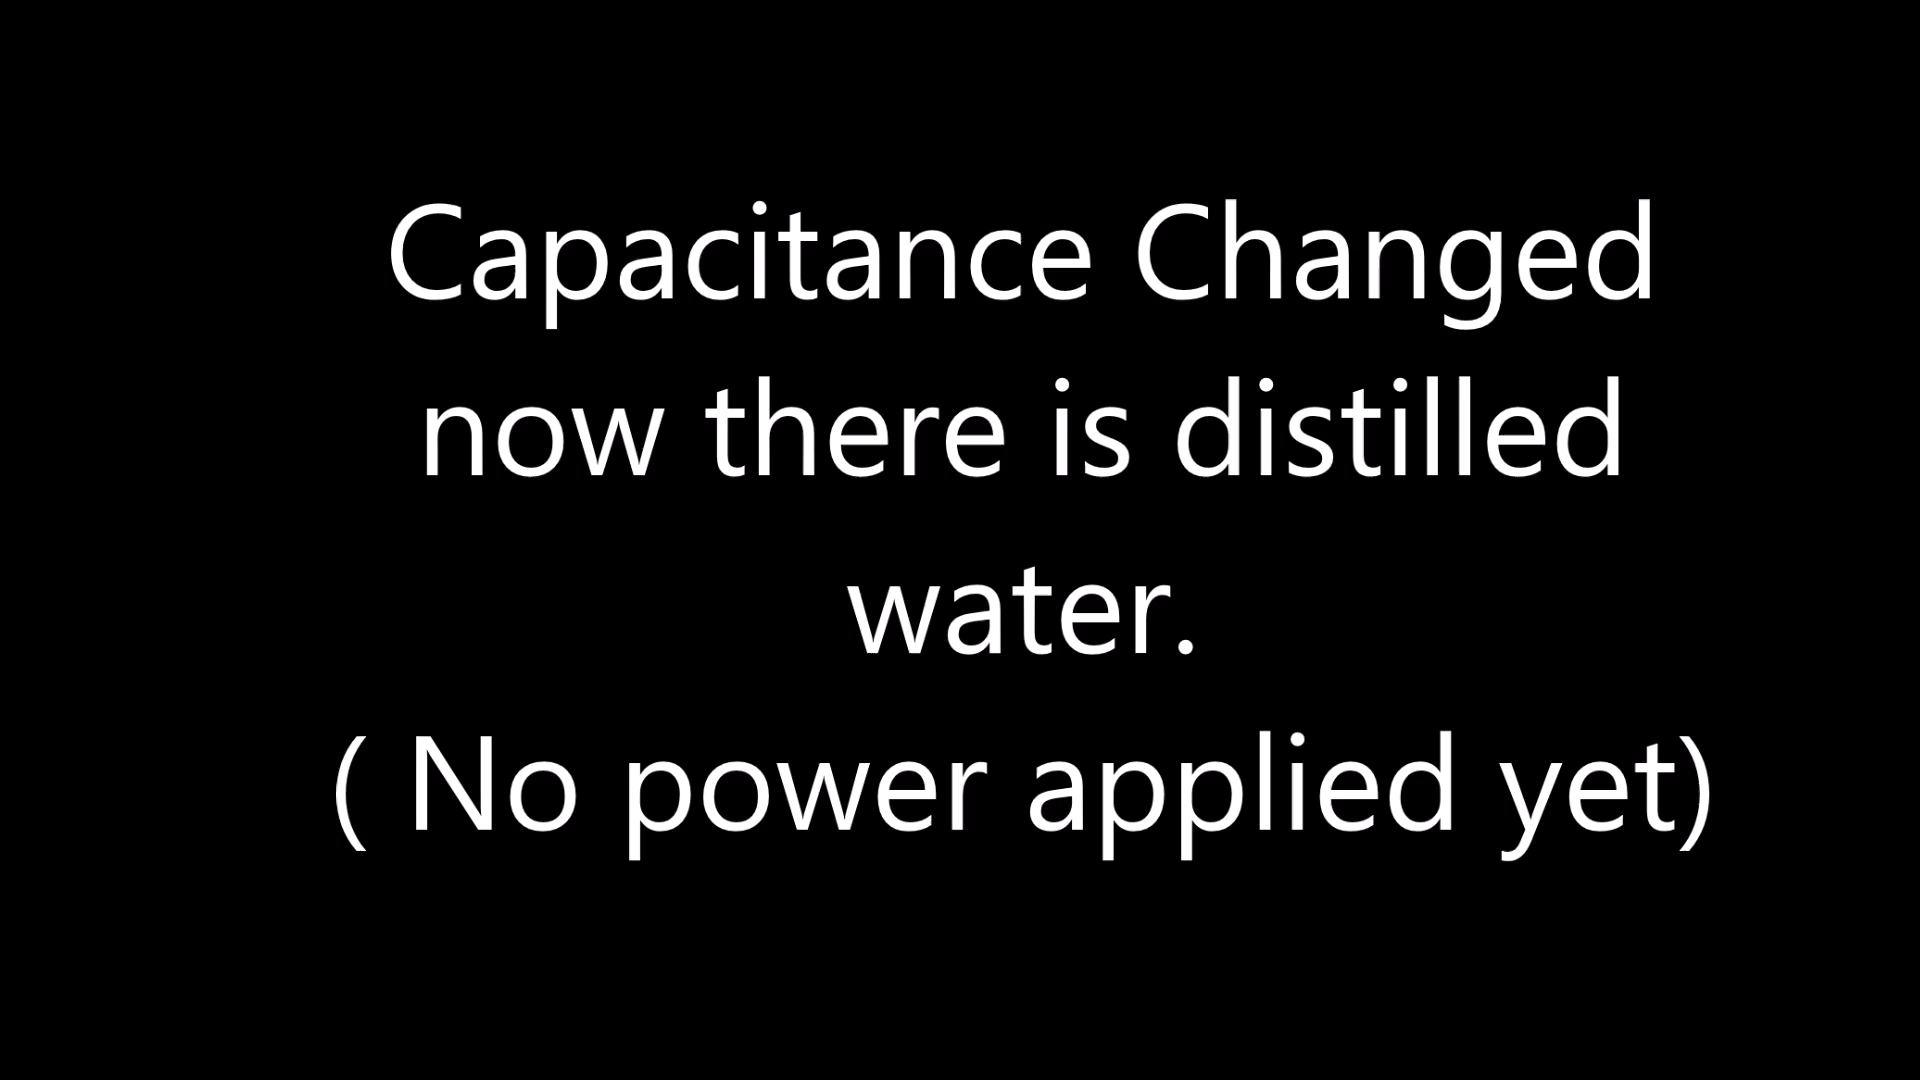 Capacitance Changed
now there is distilled
water.
( No power applied yet)